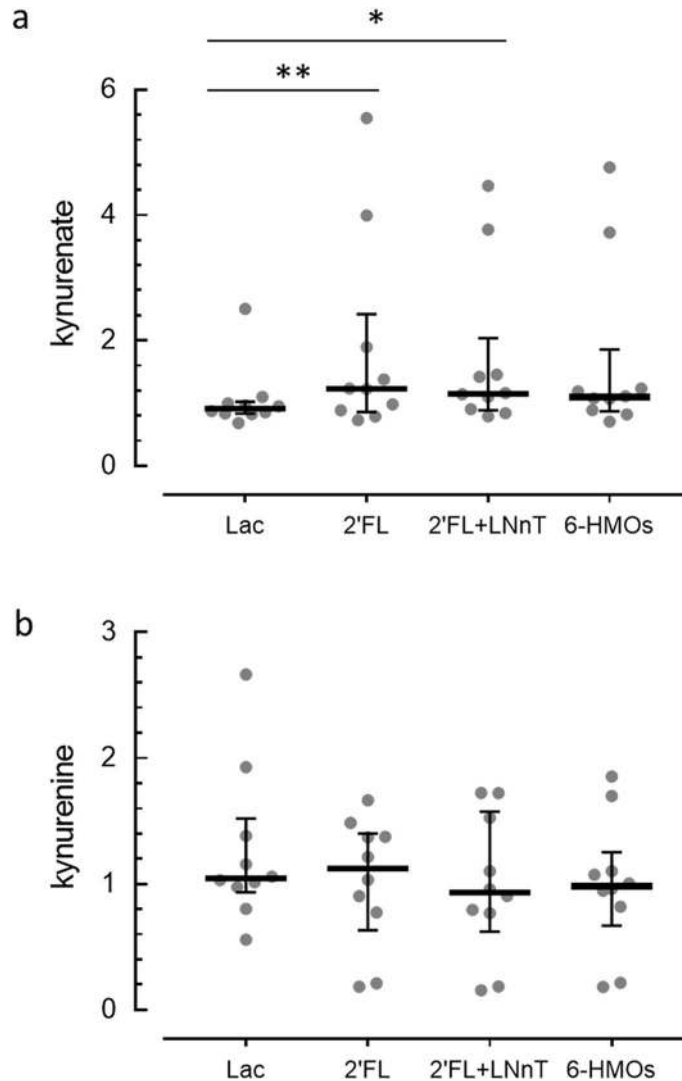 a
*
**
kynurenate
6
4
2
0
Lac 2'FL 2'FL+LNnT 6-HMOs
b
kynurenine
3
2
1
0
Lac 2'FL 2'FL+LNnT 6-HMOs